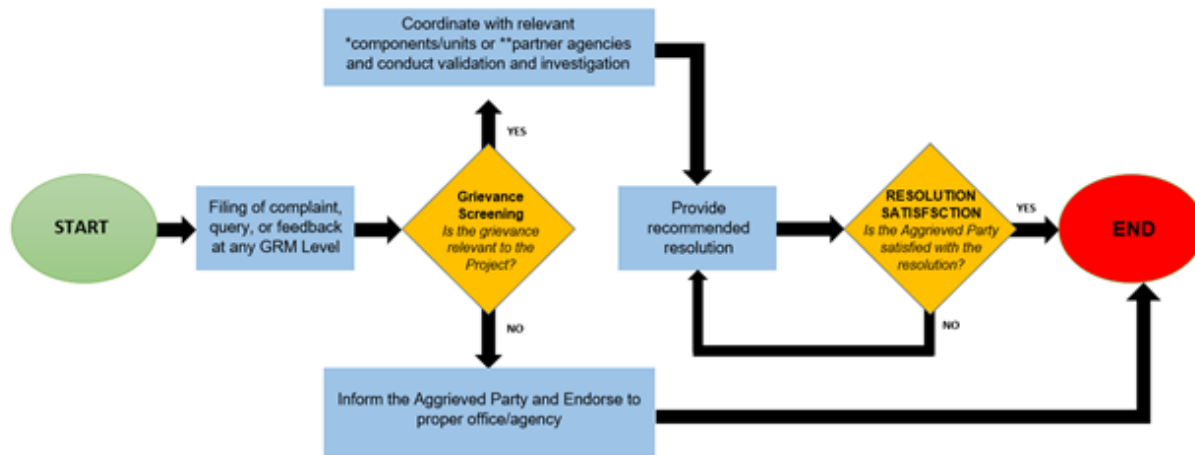 Coordinate with relevant
*components/units or **partner agencies
and conduct validation and investigation
YES
START
Filing of complaint,
query, or feedback
at any GRM Level
Grievance
Screening
Is the grievance
relevant to the
Project?
Provide
recommended
resolution
RESOLUTION
SATISFSCTION
Is the Aggrieved Party
satisfied with the
resolution?
YES
END
NO
NO
Inform the Aggrieved Party and Endorse to
proper office/agency